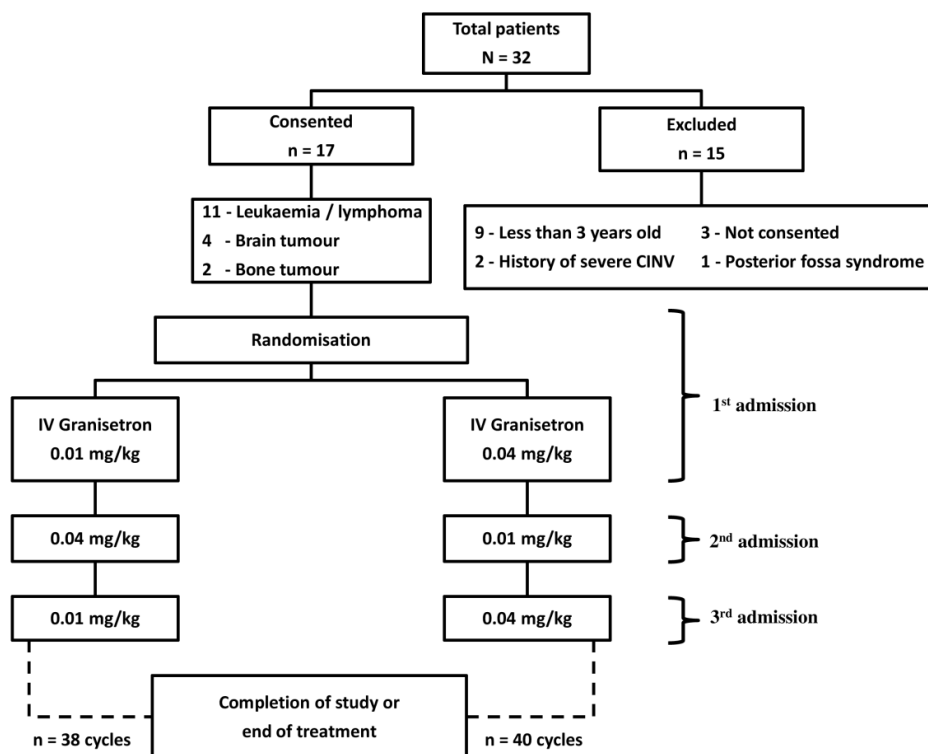 Total patients
N = 32
Consented
n = 17
Excluded
n = 15
11 - Leukaemia / lymphoma
4 - Brain tumour
2 - Bone tumour
9 - Less than 3 years old 3 - Not consented
2 - History of severe CINV 1 - Posterior fossa syndrome
Randomisation
1st admission
IV Granisetron
0.01 mg/kg
IV Granisetron
0.04 mg/kg
0.04 mg/kg
0.01 mg/kg
2nd admission
0.01 mg/kg
0.04 mg/kg
3rd admission
Completion of study or
end of treatment
n = 38 cycles
n = 40 cycles